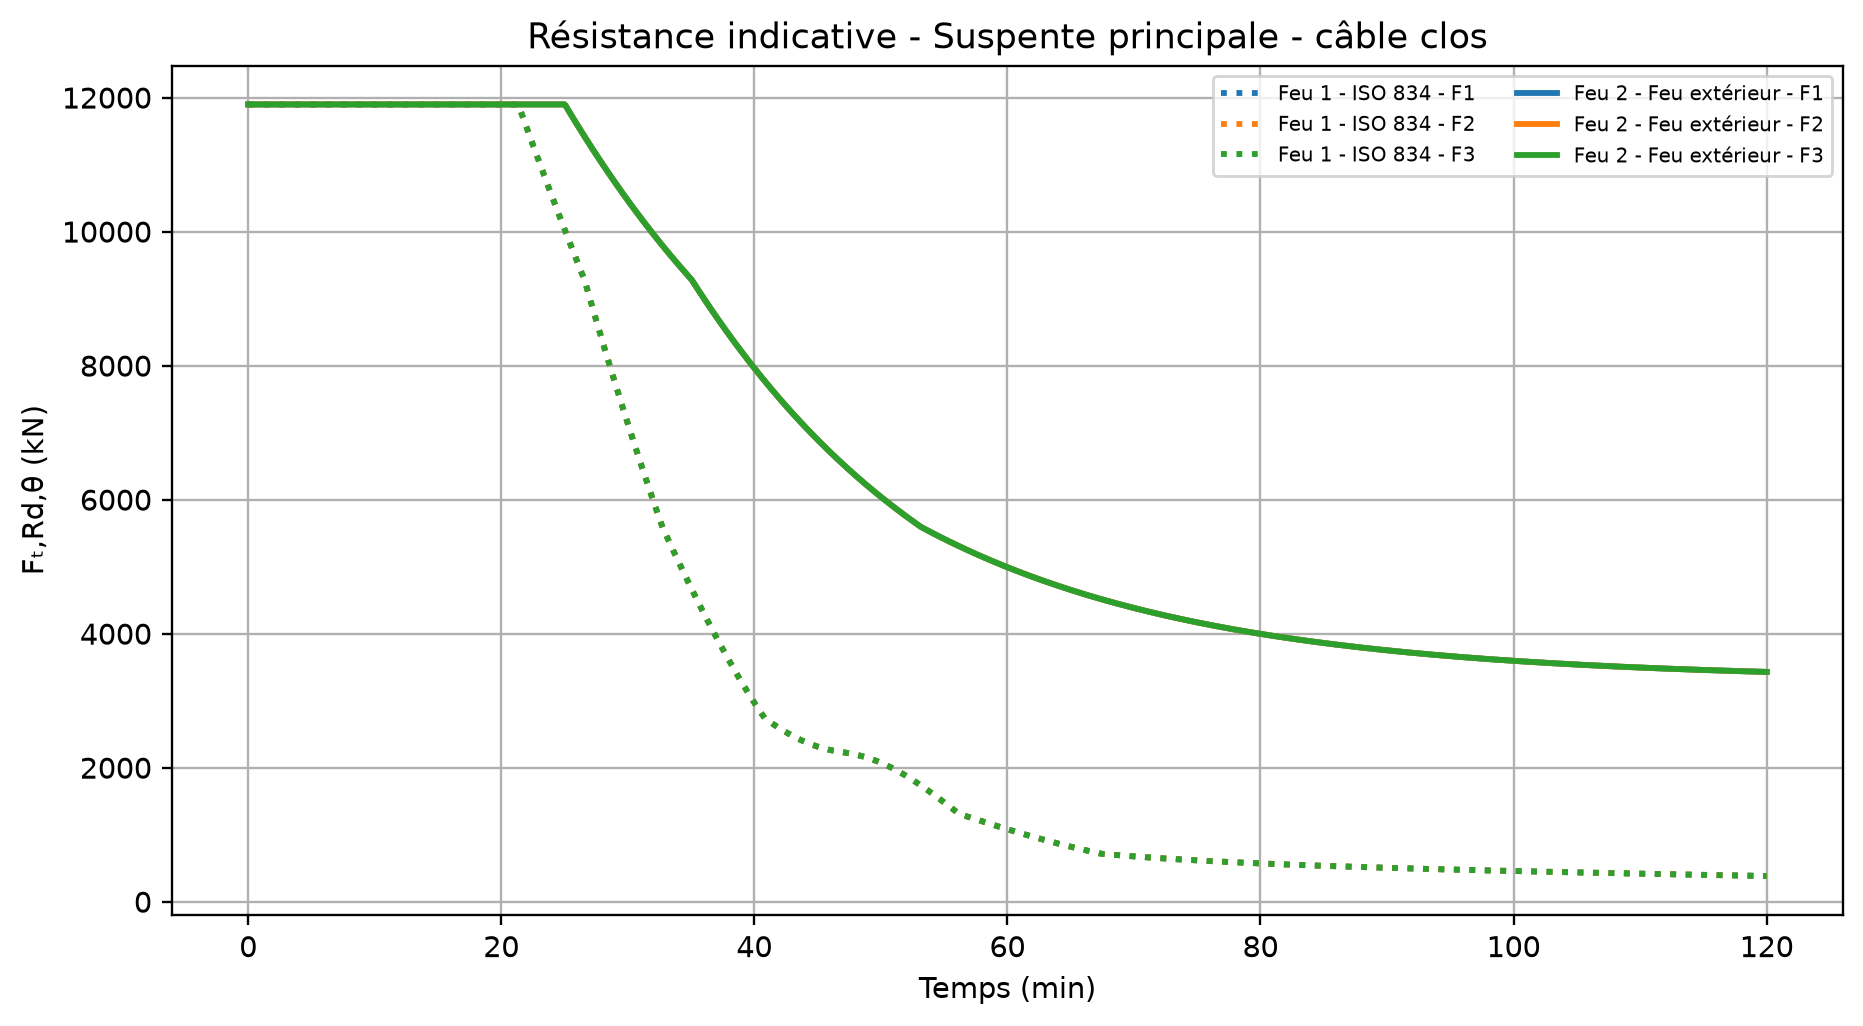 Résistance indicative - Suspente principale - câble clos
Feu 1 - ISO 834 - F1
Feu 1 - ISO 834 - F2
Feu 1 - ISO 834 - F3
Feu 2 - Feu extérieur - F1
Feu 2 - Feu extérieur - F2
Feu 2 - Feu extérieur - F3
Fₜ,Rd,θ (kN)
12000
10000
8000
6000
4000
2000
0
0 20 40 60 80 100 120
Temps (min)